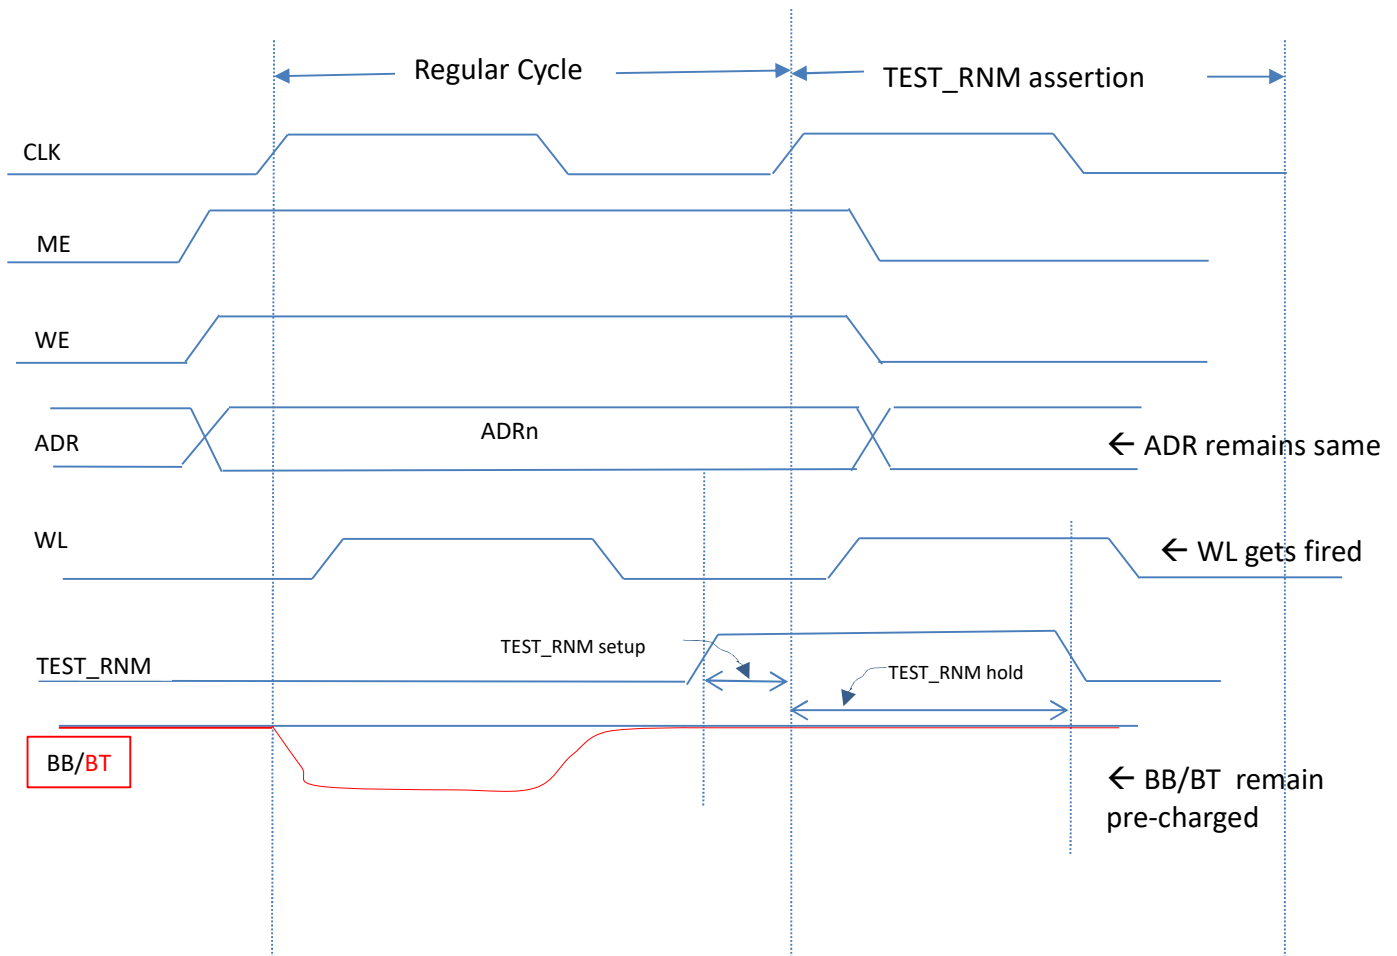 Regular Cycle
TEST_RNM assertion
CLK
ME
WE
ADR
ADRn
← ADR remains same
WL
← WL gets fired
TEST_RNM
TEST_RNM setup
TEST_RNM hold
BB/BT
← BB/BT remain
pre-charged